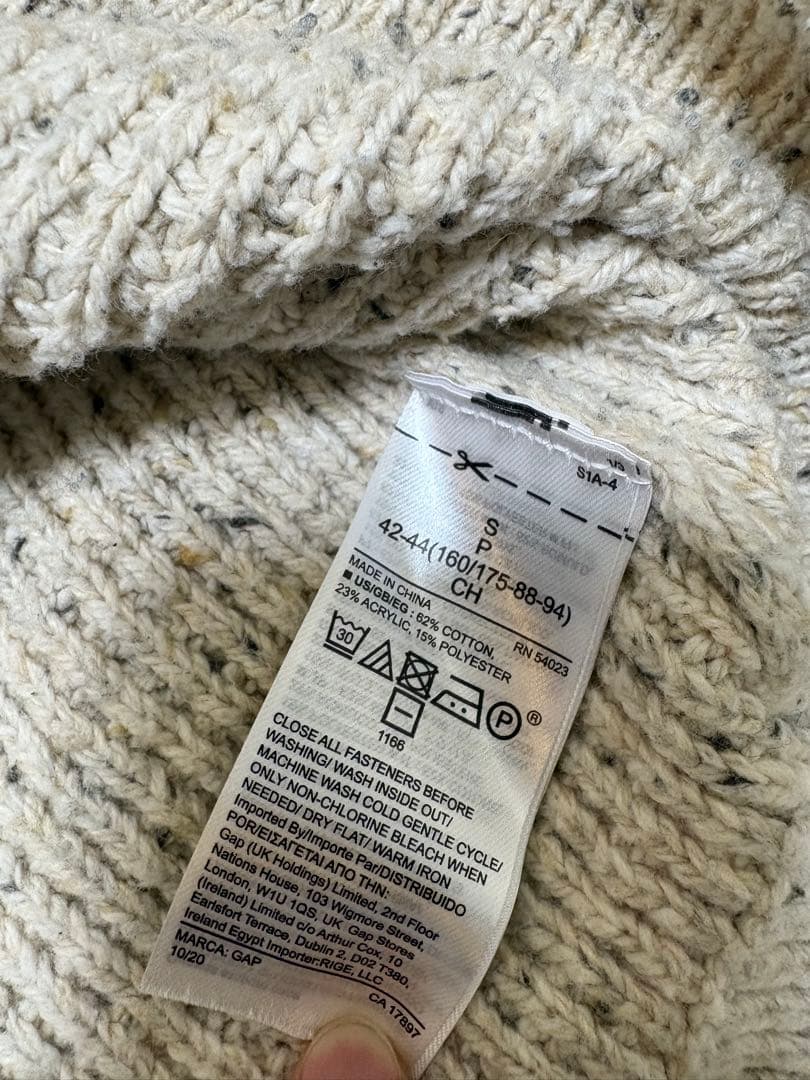 S1A-4
S
P
42-44(160/175-88-94)
CH
MADE IN CHINA
RN 54023
■ US/GB/EG : 62% COTTON,
23% ACRYLIC, 15% POLYESTER
30
P ®
1166
CLOSE ALL FASTENERS BEFORE
WASHING/ WASH INSIDE OUT/
MACHINE WASH COLD GENTLE CYCLE/
ONLY NON-CHLORINE BLEACH WHEN
NEEDED/ DRY FLAT/ WARM IRON
Imported By/Importe Par/DISTRIBUIDO
POR/ΕΙΣΑΓΕΤΑΙ ΑΠΟ ΤΗΝ:
Gap (UK Holdings) Limited, 2nd Floor
Nations House, 103 Wigmore Street,
London, W1U 1QS, UK Gap Stores
(Ireland) Limited c/o Arthur Cox, 10
Earlsfort Terrace, Dublin 2, D02 T380,
Ireland Egypt Importer:RIGE, LLC
MARCA: GAP
CA 17897
10/20